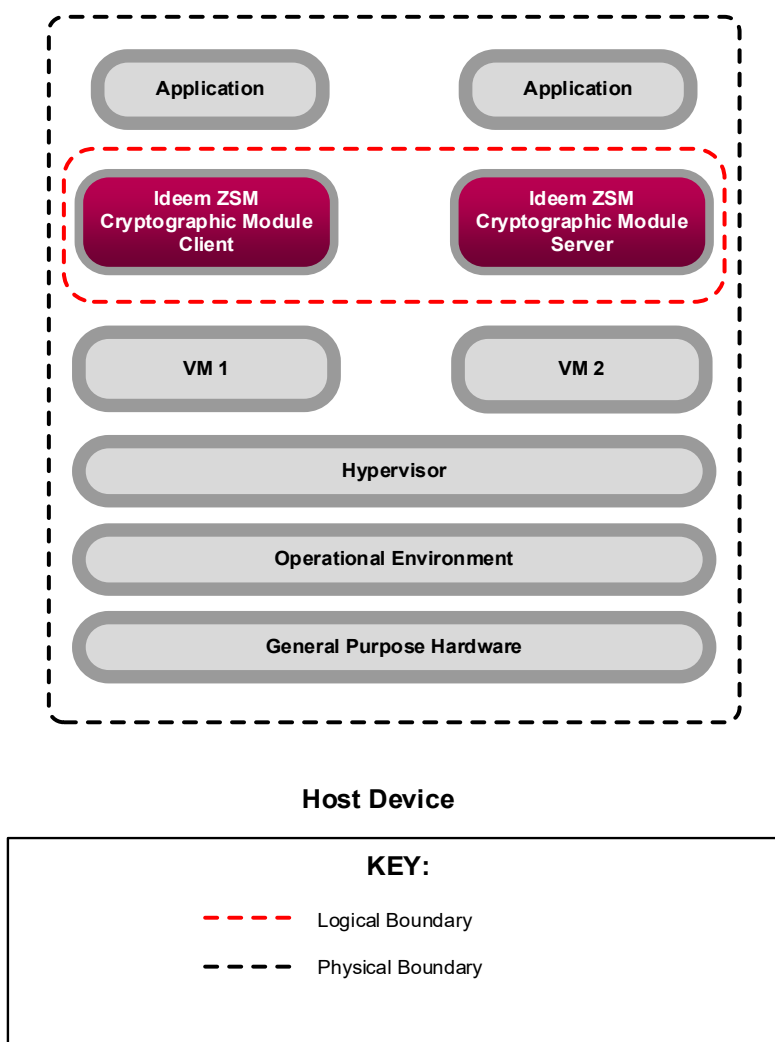 Application
Application
Ideem ZSM
Cryptographic Module
Client
Ideem ZSM
Cryptographic Module
Server
VM 1
VM 2
Hypervisor
Operational Environment
General Purpose Hardware
Host Device
KEY:
Logical Boundary
Physical Boundary